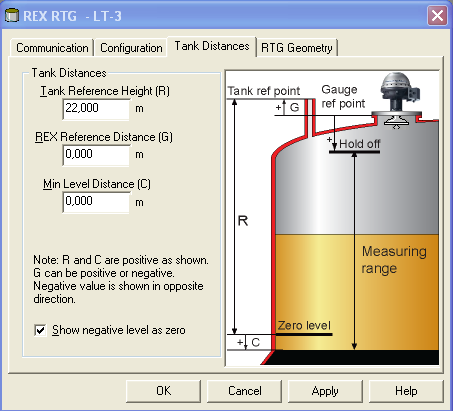 REX RTG - LT-3
Communication
Configuration
Tank Distances
RTG Geometry
Tank Distances
Tank Reference Height (R)
22,000 m
REX Reference Distance (G)
0,000 m
Min Level Distance (C)
0,000 m
Note: R and C are positive as shown.
G can be positive or negative.
Negative value is shown in opposite
direction.
Show negative level as zero
Tank ref point
Gauge
ref point
+ G
+
Hold off
R
Measuring
range
Zero level
+ C
OK
Cancel
Apply
Help